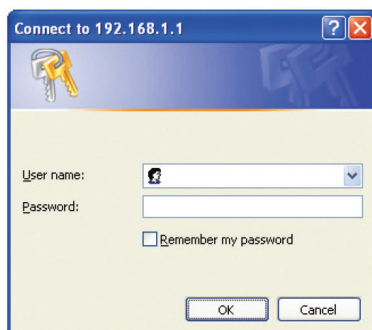 Connect to 192.168.1.1
User name:
Password:
Remember my password
OK
Cancel